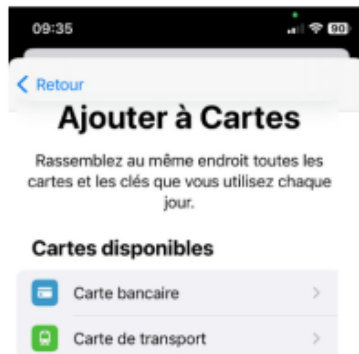 09:35
90
Retour
Ajouter à Cartes
Rassemblez au même endroit toutes les
cartes et les clés que vous utilisez chaque
jour.
Cartes disponibles
Carte bancaire
Carte de transport